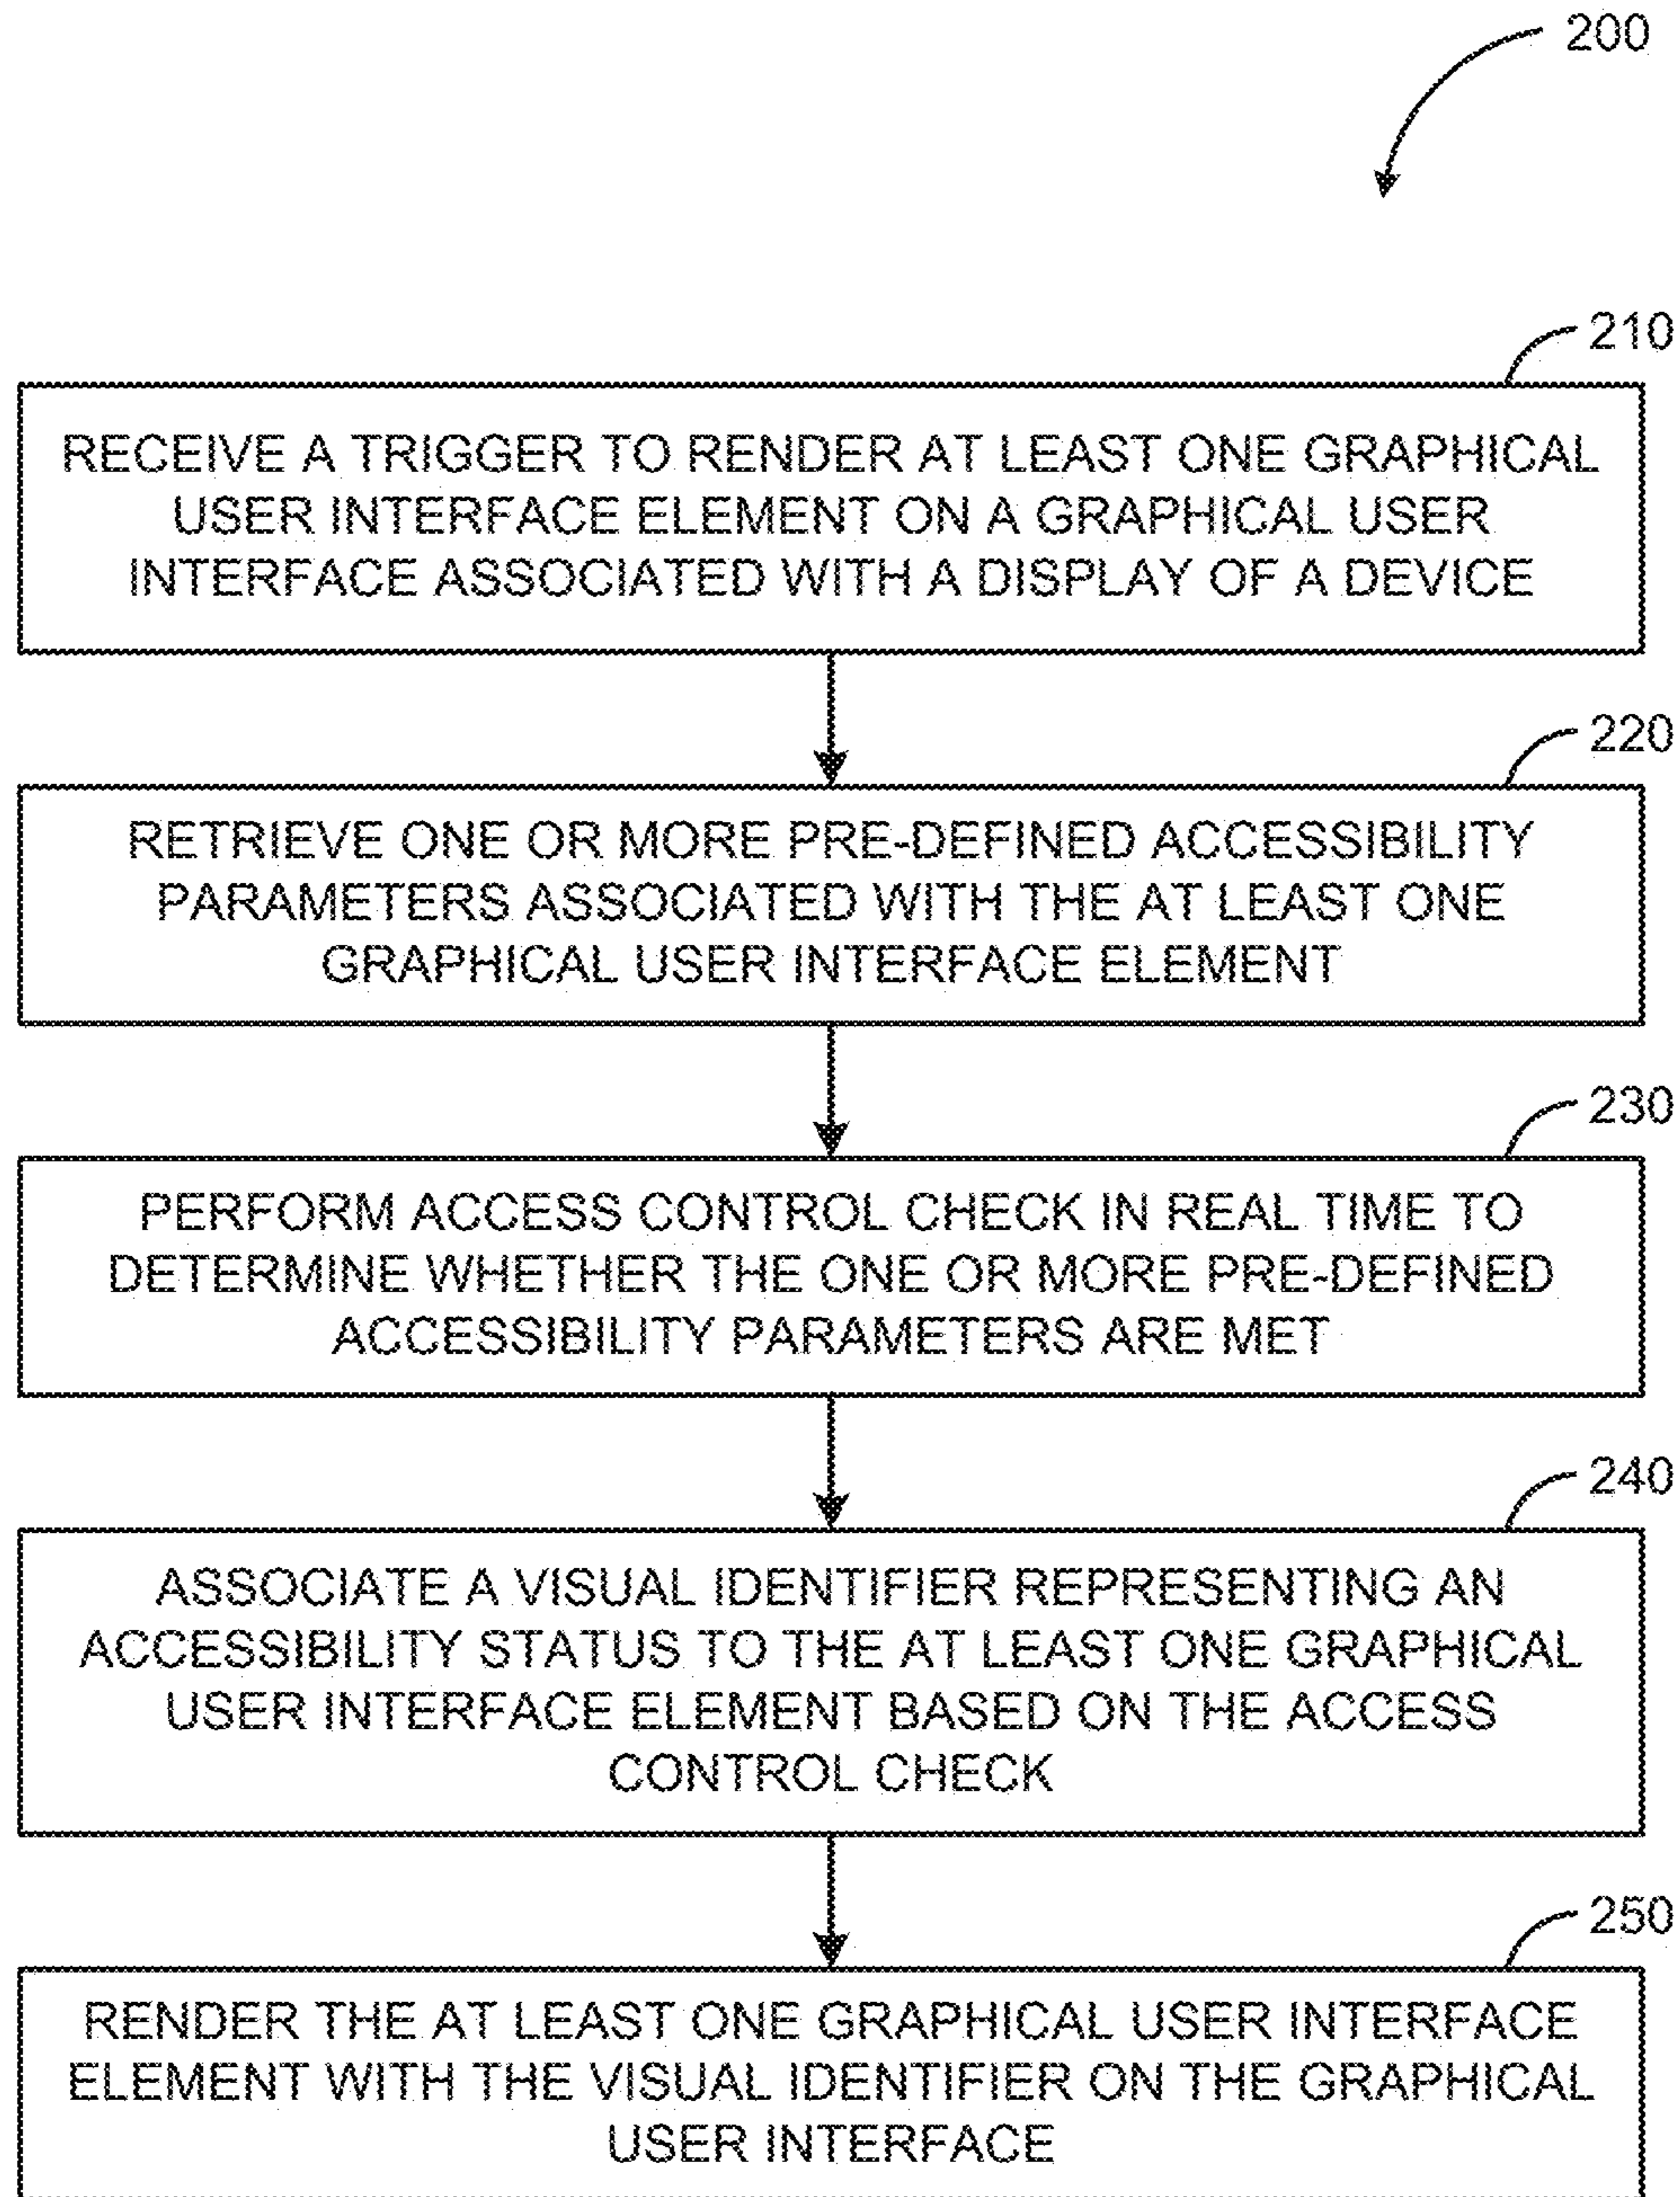 200
210
RECEIVE A TRIGGER TO RENDER AT LEAST ONE GRAPHICAL
USER INTERFACE ELEMENT ON A GRAPHICAL USER
INTERFACE ASSOCIATED WITH A DISPLAY OF A DEVICE
220
RETRIEVE ONE OR MORE PRE-DEFINED ACCESSIBILITY
PARAMETERS ASSOCIATED WITH THE AT LEAST ONE
GRAPHICAL USER INTERFACE ELEMENT
230
PERFORM ACCESS CONTROL CHECK IN REAL TIME TO
DETERMINE WHETHER THE ONE OR MORE PRE-DEFINED
ACCESSIBILITY PARAMETERS ARE MET
240
ASSOCIATE A VISUAL IDENTIFIER REPRESENTING AN
ACCESSIBILITY STATUS TO THE AT LEAST ONE GRAPHICAL
USER INTERFACE ELEMENT BASED ON THE ACCESS
CONTROL CHECK
250
RENDER THE AT LEAST ONE GRAPHICAL USER INTERFACE
ELEMENT WITH THE VISUAL IDENTIFIER ON THE GRAPHICAL
USER INTERFACE